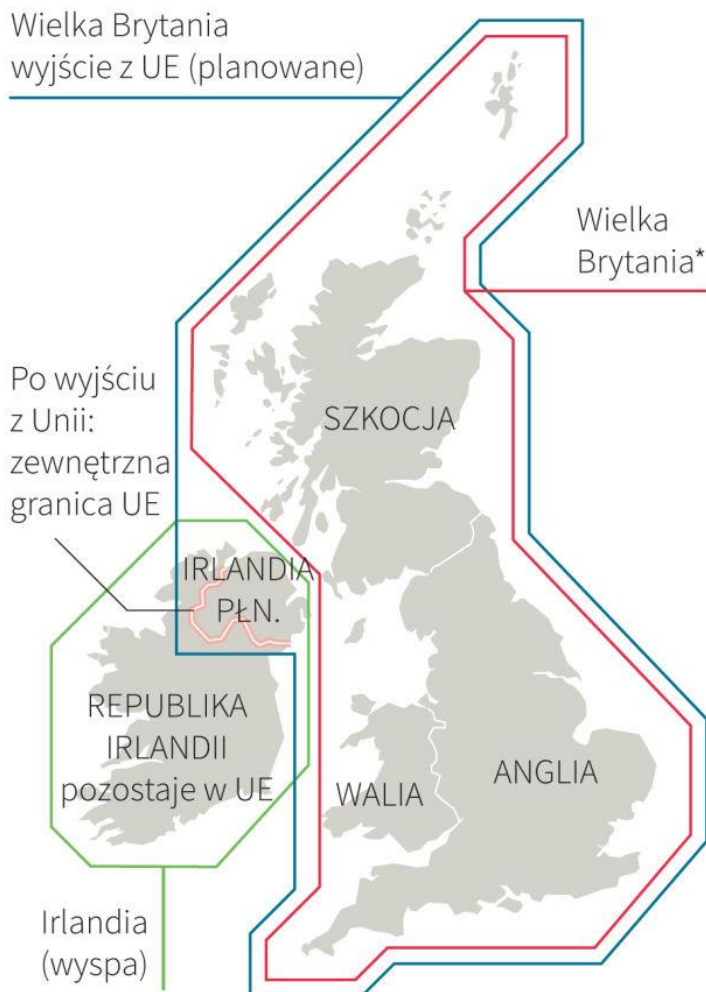 Wielka Brytania
wyjście z UE (planowane)
Wielka
Brytania*
Po wyjściu
z Unii:
zewnętrzna
granica UE
SZKOCJA
IRLANDIA
PŁN.
REPUBLIKA
IRLANDII
pozostaje w UE
WALIA
ANGLIA
Irlandia
(wyspa)